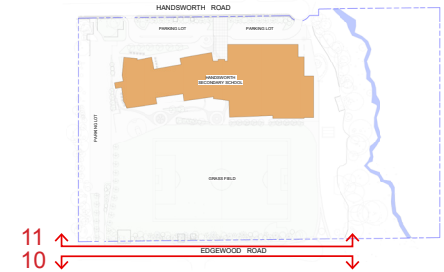 HANDSWORTH ROAD
PARKING LOT
PARKING LOT
HANDSWORTH
SECONDARY SCHOOL
PARKING LOT
GRASS FIELD
11
EDGEWOOD ROAD
10